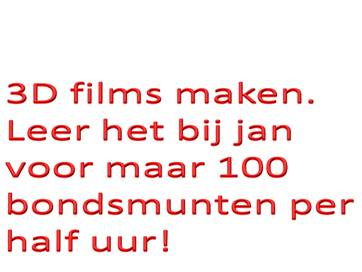 3D films maken.
Leer het bij jan
voor maar 100
bondsmunten per
half uur!